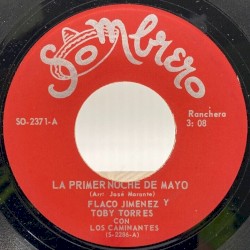 Sombrero
SO-2371-A
Ranchera
3:08
LA PRIMER NOCHE DE MAYO
(Arr. José Morante)
FLACO JIMENEZ Y
TOBY TORRES
CON
LOS CAMINANTES
(S-2286-A)